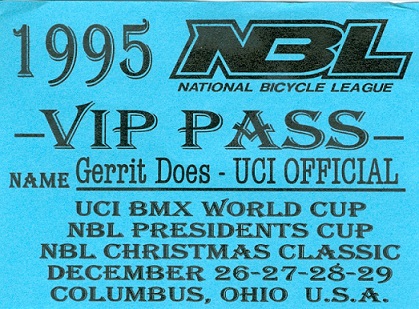 1995 NBL
NATIONAL BICYCLE LEAGUE
–VIP PASS–
NAME Gerrit Does - UCI OFFICIAL
UCI BMX WORLD CUP
NBL PRESIDENTS CUP
NBL CHRISTMAS CLASSIC
DECEMBER 26-27-28-29
COLUMBUS, OHIO U.S.A.